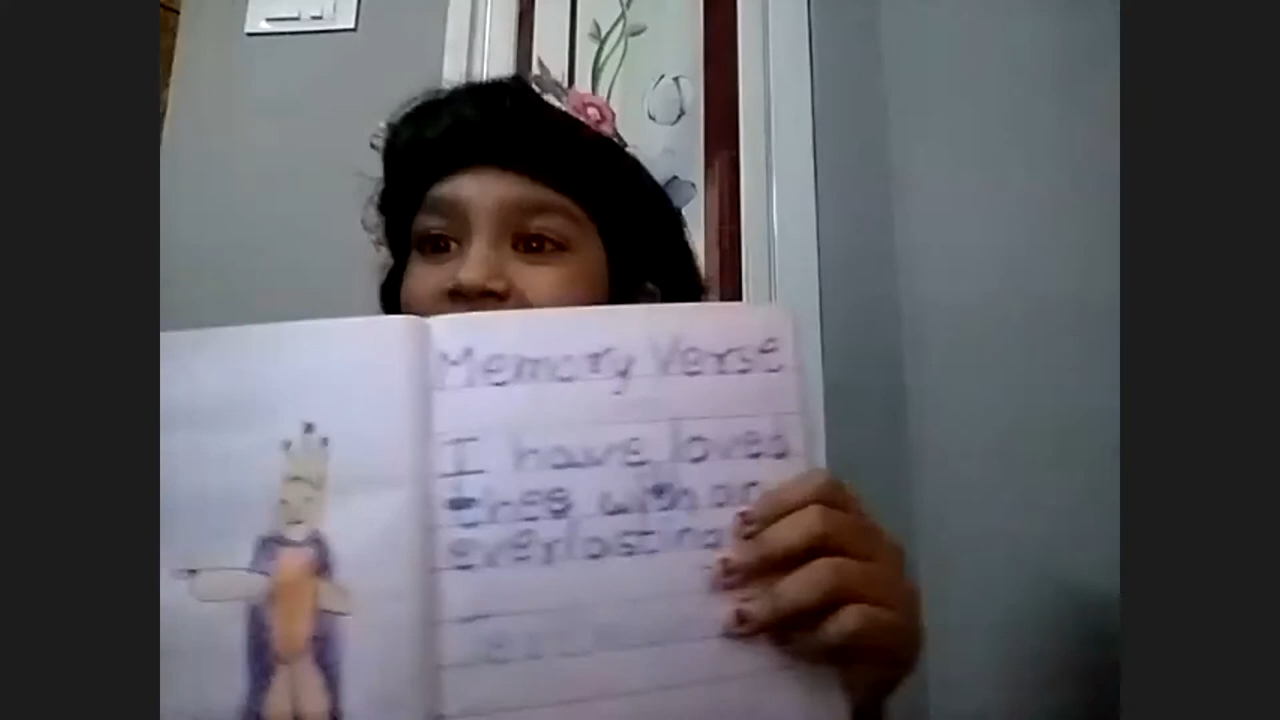 Memory Verse
I have loved
thee with an
everlasting